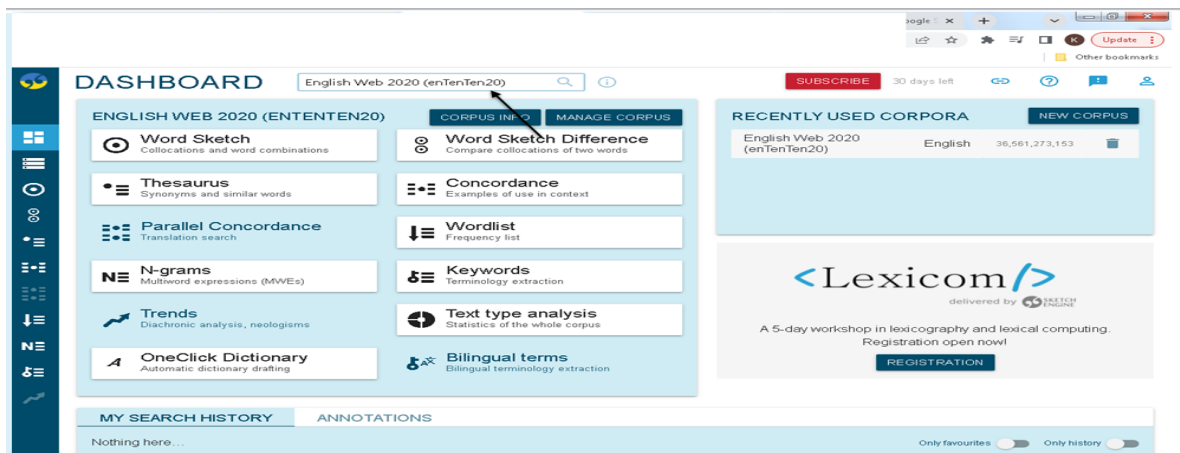 Update
Other bookmarks
DASHBOARD
English Web 2020 (enTenTen20)
SUBSCRIBE
30 days left
ENGLISH WEB 2020 (ENTENTEN20)
CORPUS INFO
MANAGE CORPUS
Word Sketch
Collocations and word combinations
Word Sketch Difference
Compare collocations of two words
Thesaurus
Synonyms and similar words
Concordance
Examples of use in context
Parallel Concordance
Translation search
Wordlist
Frequency list
N-grams
Multiword expressions (MWEs)
Keywords
Terminology extraction
Trends
Diachronic analysis, neologisms
Text type analysis
Statistics of the whole corpus
OneClick Dictionary
Automatic dictionary drafting
Bilingual terms
Bilingual terminology extraction
RECENTLY USED CORPORA
NEW CORPUS
English Web 2020
(enTenTen20)
English
36,561,273,153
<Lexicom/>
delivered by SKETCH ENGINE
A 5-day workshop in lexicography and lexical computing.
Registration open now!
REGISTRATION
MY SEARCH HISTORY
ANNOTATIONS
Nothing here...
Only favourites
Only history